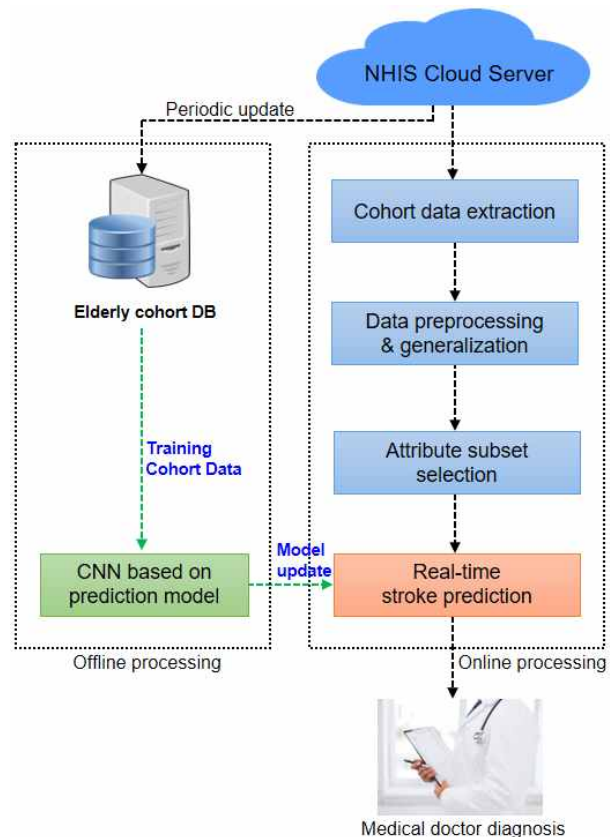 NHIS Cloud Server
Periodic update
Cohort data extraction
Elderly cohort DB
Data preprocessing
& generalization
Training
Cohort Data
Attribute subset
selection
CNN based on
prediction model
Model
update
Real-time
stroke prediction
Offline processing
Online processing
Medical doctor diagnosis